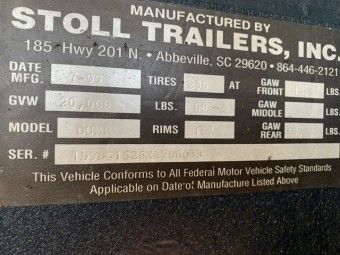 MANUFACTURED BY
STOLL TRAILERS, INC.
185 Hwy 201 N. • Abbeville, SC 29620 • 864-446-2121
DATE MFG. TIRES AT GAW FRONT LBS.
GVW 20,000 LBS. GAW MIDDLE LBS.
MODEL RIMS GAW REAR LBS.
SER. #
This Vehicle Conforms to All Federal Motor Vehicle Safety Standards
Applicable on Date of Manufacture Listed Above